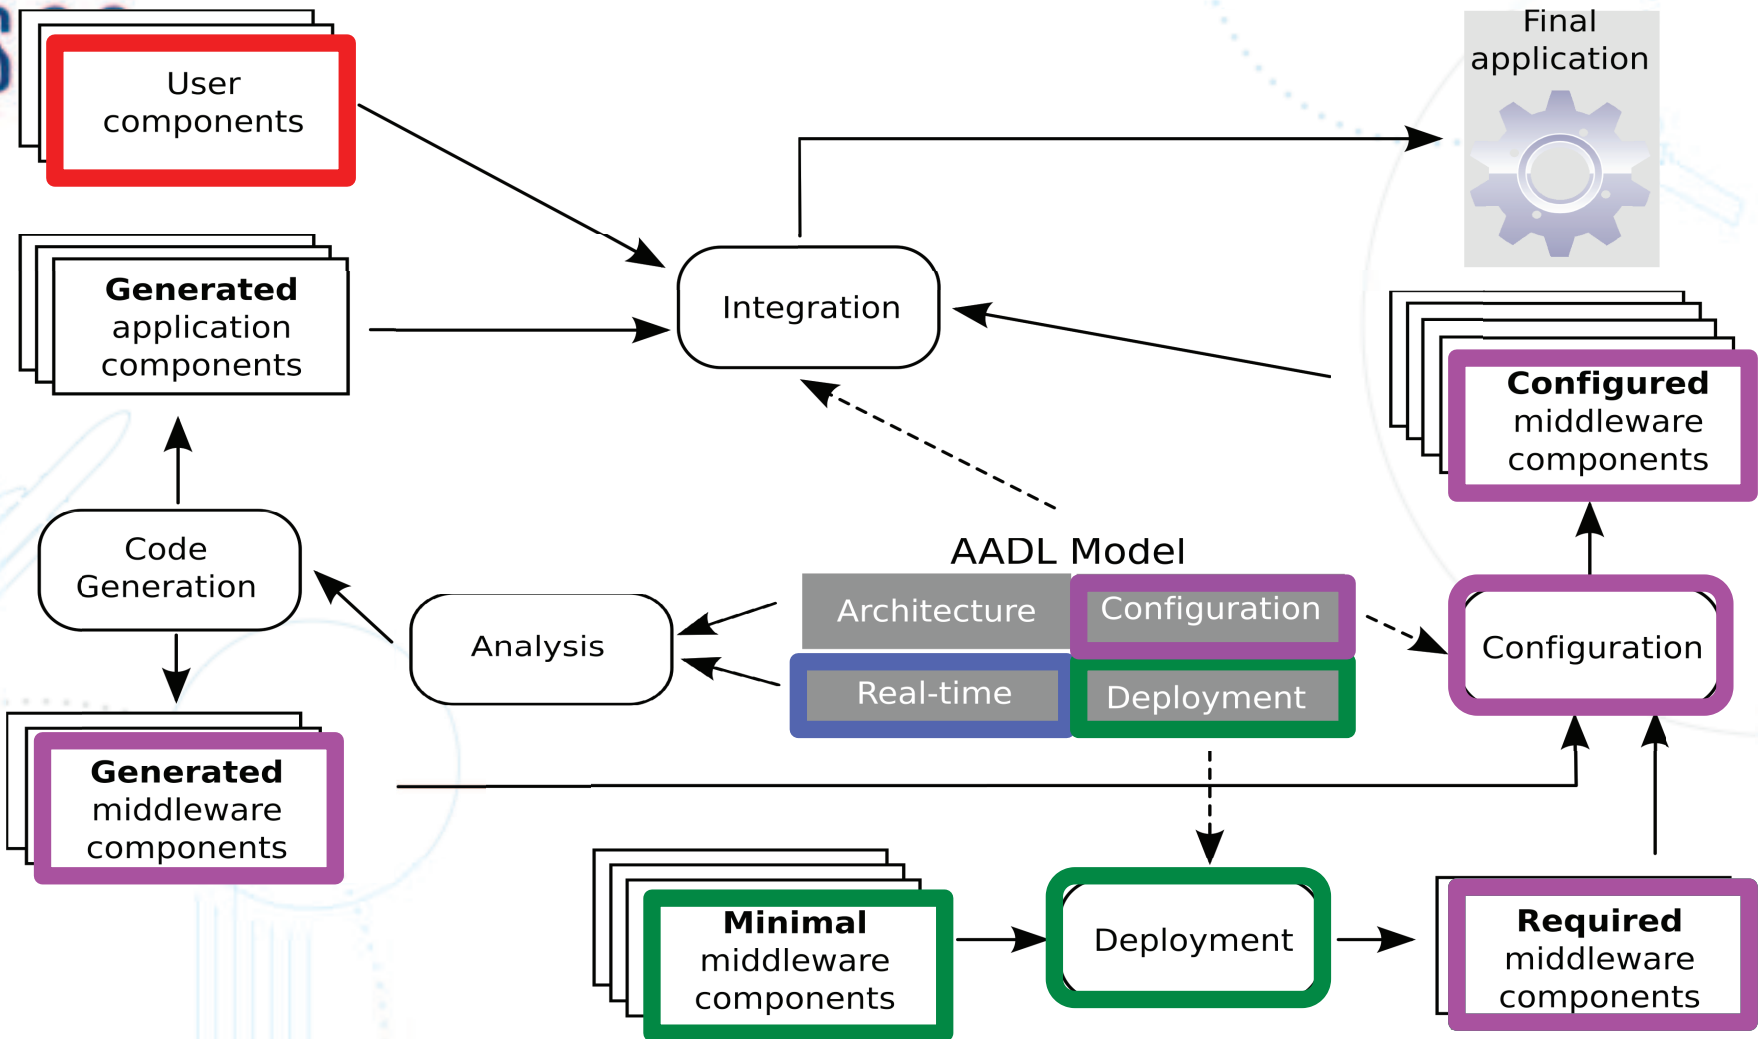 User
components
Final
application
Generated
application
components
Integration
Configured
middleware
components
Code
Generation
AADL Model
Architecture
Configuration
Analysis
Real-time
Deployment
Configuration
Generated
middleware
components
Minimal
middleware
components
Deployment
Required
middleware
components